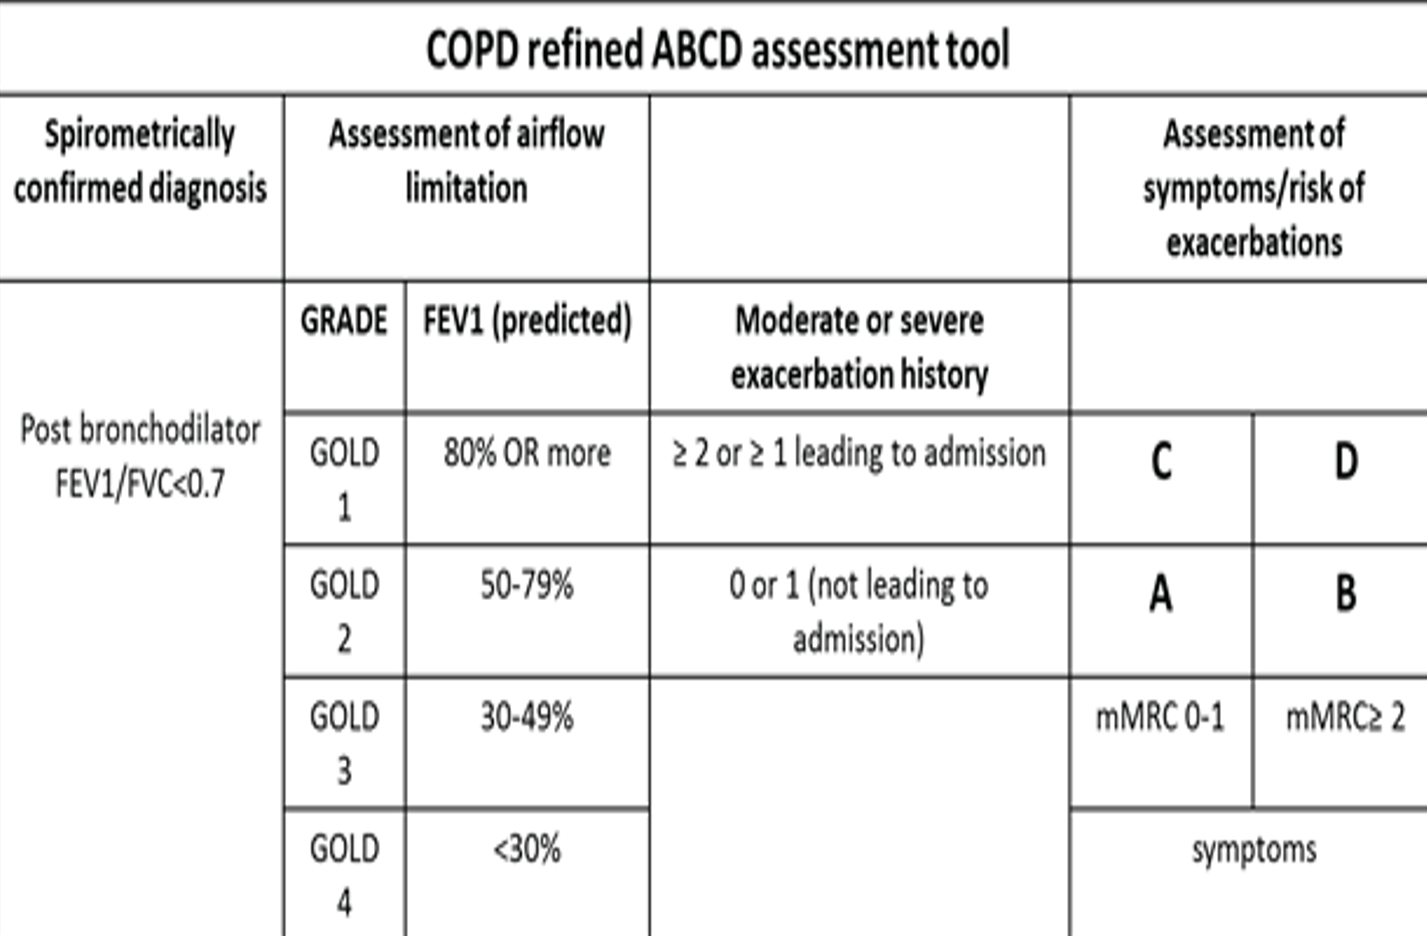 COPD refined ABCD assessment tool
Spirometrically
confirmed diagnosis
Assessment of airflow
limitation
Assessment of
symptoms/risk of
exacerbations
Post bronchodilator
FEV1/FVC<0.7
GRADE
FEV1 (predicted)
Moderate or severe
exacerbation history
GOLD
1
80% OR more
≥ 2 or ≥ 1 leading to admission
C
D
GOLD
2
50-79%
0 or 1 (not leading to
admission)
A
B
GOLD
3
30-49%
mMRC 0-1
mMRC≥ 2
GOLD
4
<30%
symptoms